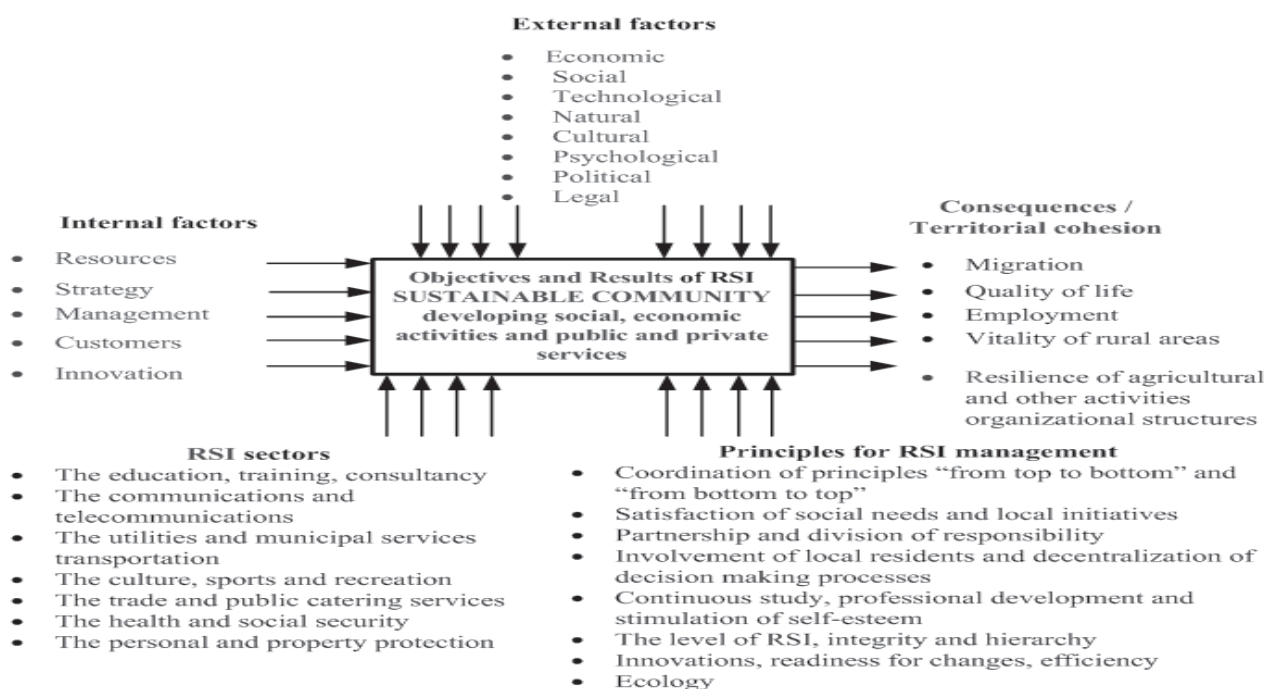 External factors
• Economic
• Social
• Technological
• Natural
• Cultural
• Psychological
• Political
• Legal
Internal factors
• Resources
• Strategy
• Management
• Customers
• Innovation
Objectives and Results of RSI
SUSTAINABLE COMMUNITY
developing social, economic
activities and public and private
services
Consequences /
Territorial cohesion
• Migration
• Quality of life
• Employment
• Vitality of rural areas
• Resilience of agricultural
and other activities
organizational structures
RSI sectors
• The education, training, consultancy
• The communications and
telecommunications
• The utilities and municipal services
transportation
• The culture, sports and recreation
• The trade and public catering services
• The health and social security
• The personal and property protection
Principles for RSI management
• Coordination of principles “from top to bottom” and
“from bottom to top”
• Satisfaction of social needs and local initiatives
• Partnership and division of responsibility
• Involvement of local residents and decentralization of
decision making processes
• Continuous study, professional development and
stimulation of self-esteem
• The level of RSI, integrity and hierarchy
• Innovations, readiness for changes, efficiency
• Ecology